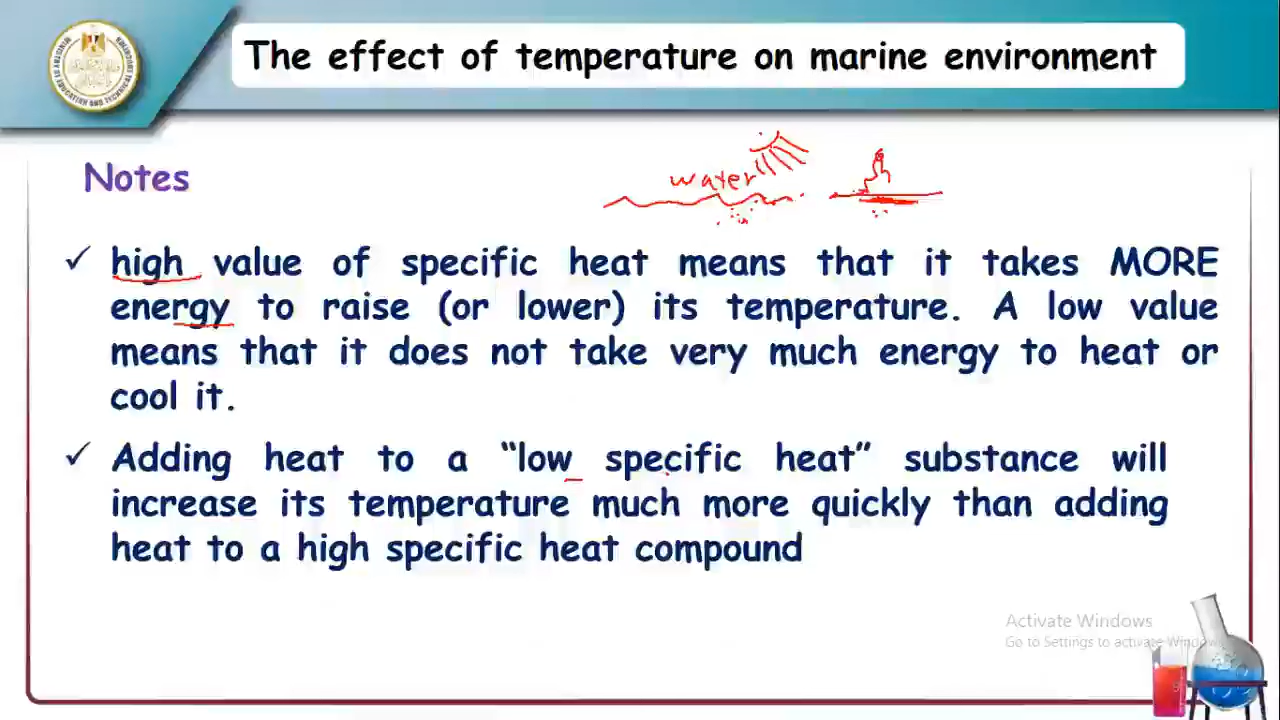 The effect of temperature on marine environment
Notes
water
✓ high value of specific heat means that it takes MORE
energy to raise (or lower) its temperature. A low value
means that it does not take very much energy to heat or
cool it.
✓ Adding heat to a “low specific heat” substance will
increase its temperature much more quickly than adding
heat to a high specific heat compound
Activate Windows
Go to Settings to activate Windows